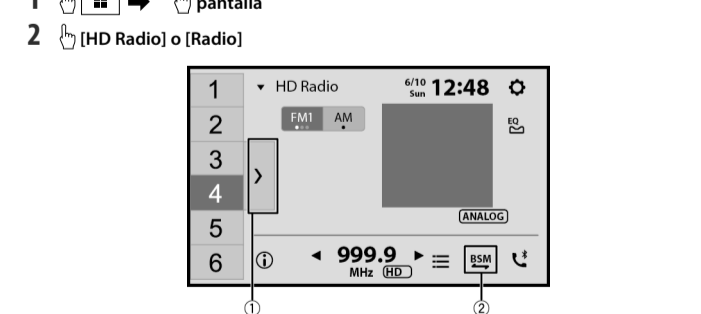 1 pantalla
2 [HD Radio] o [Radio]
1 HD Radio 6/10 Sun 12:48
2 FM1 AM EQ
3
4
5 ANALOG
6 999.9 MHz HD BSM
① ②